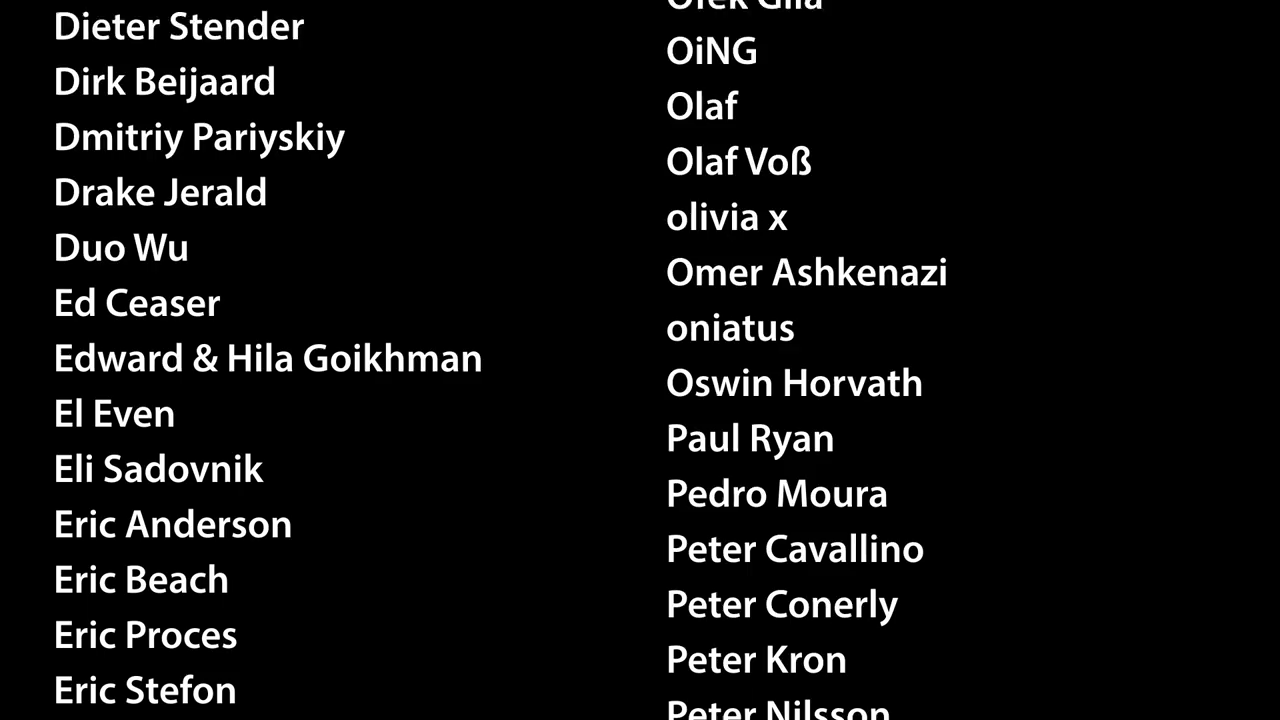 Dieter Stender
Dirk Beijaard
Dmitriy Pariyskiy
Drake Jerald
Duo Wu
Ed Ceaser
Edward & Hila Goikhman
El Even
Eli Sadovnik
Eric Anderson
Eric Beach
Eric Proces
Eric Stefon
OiNG
Olaf
Olaf Voß
olivia x
Omer Ashkenazi
oniatus
Oswin Horvath
Paul Ryan
Pedro Moura
Peter Cavallino
Peter Conerly
Peter Kron
Peter Nilsson